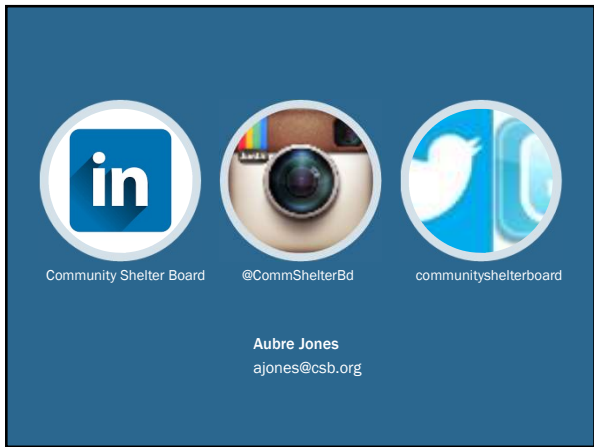 in
Community Shelter Board
@CommShelterBd
communityshelterboard
Aubre Jones
ajones@csb.org